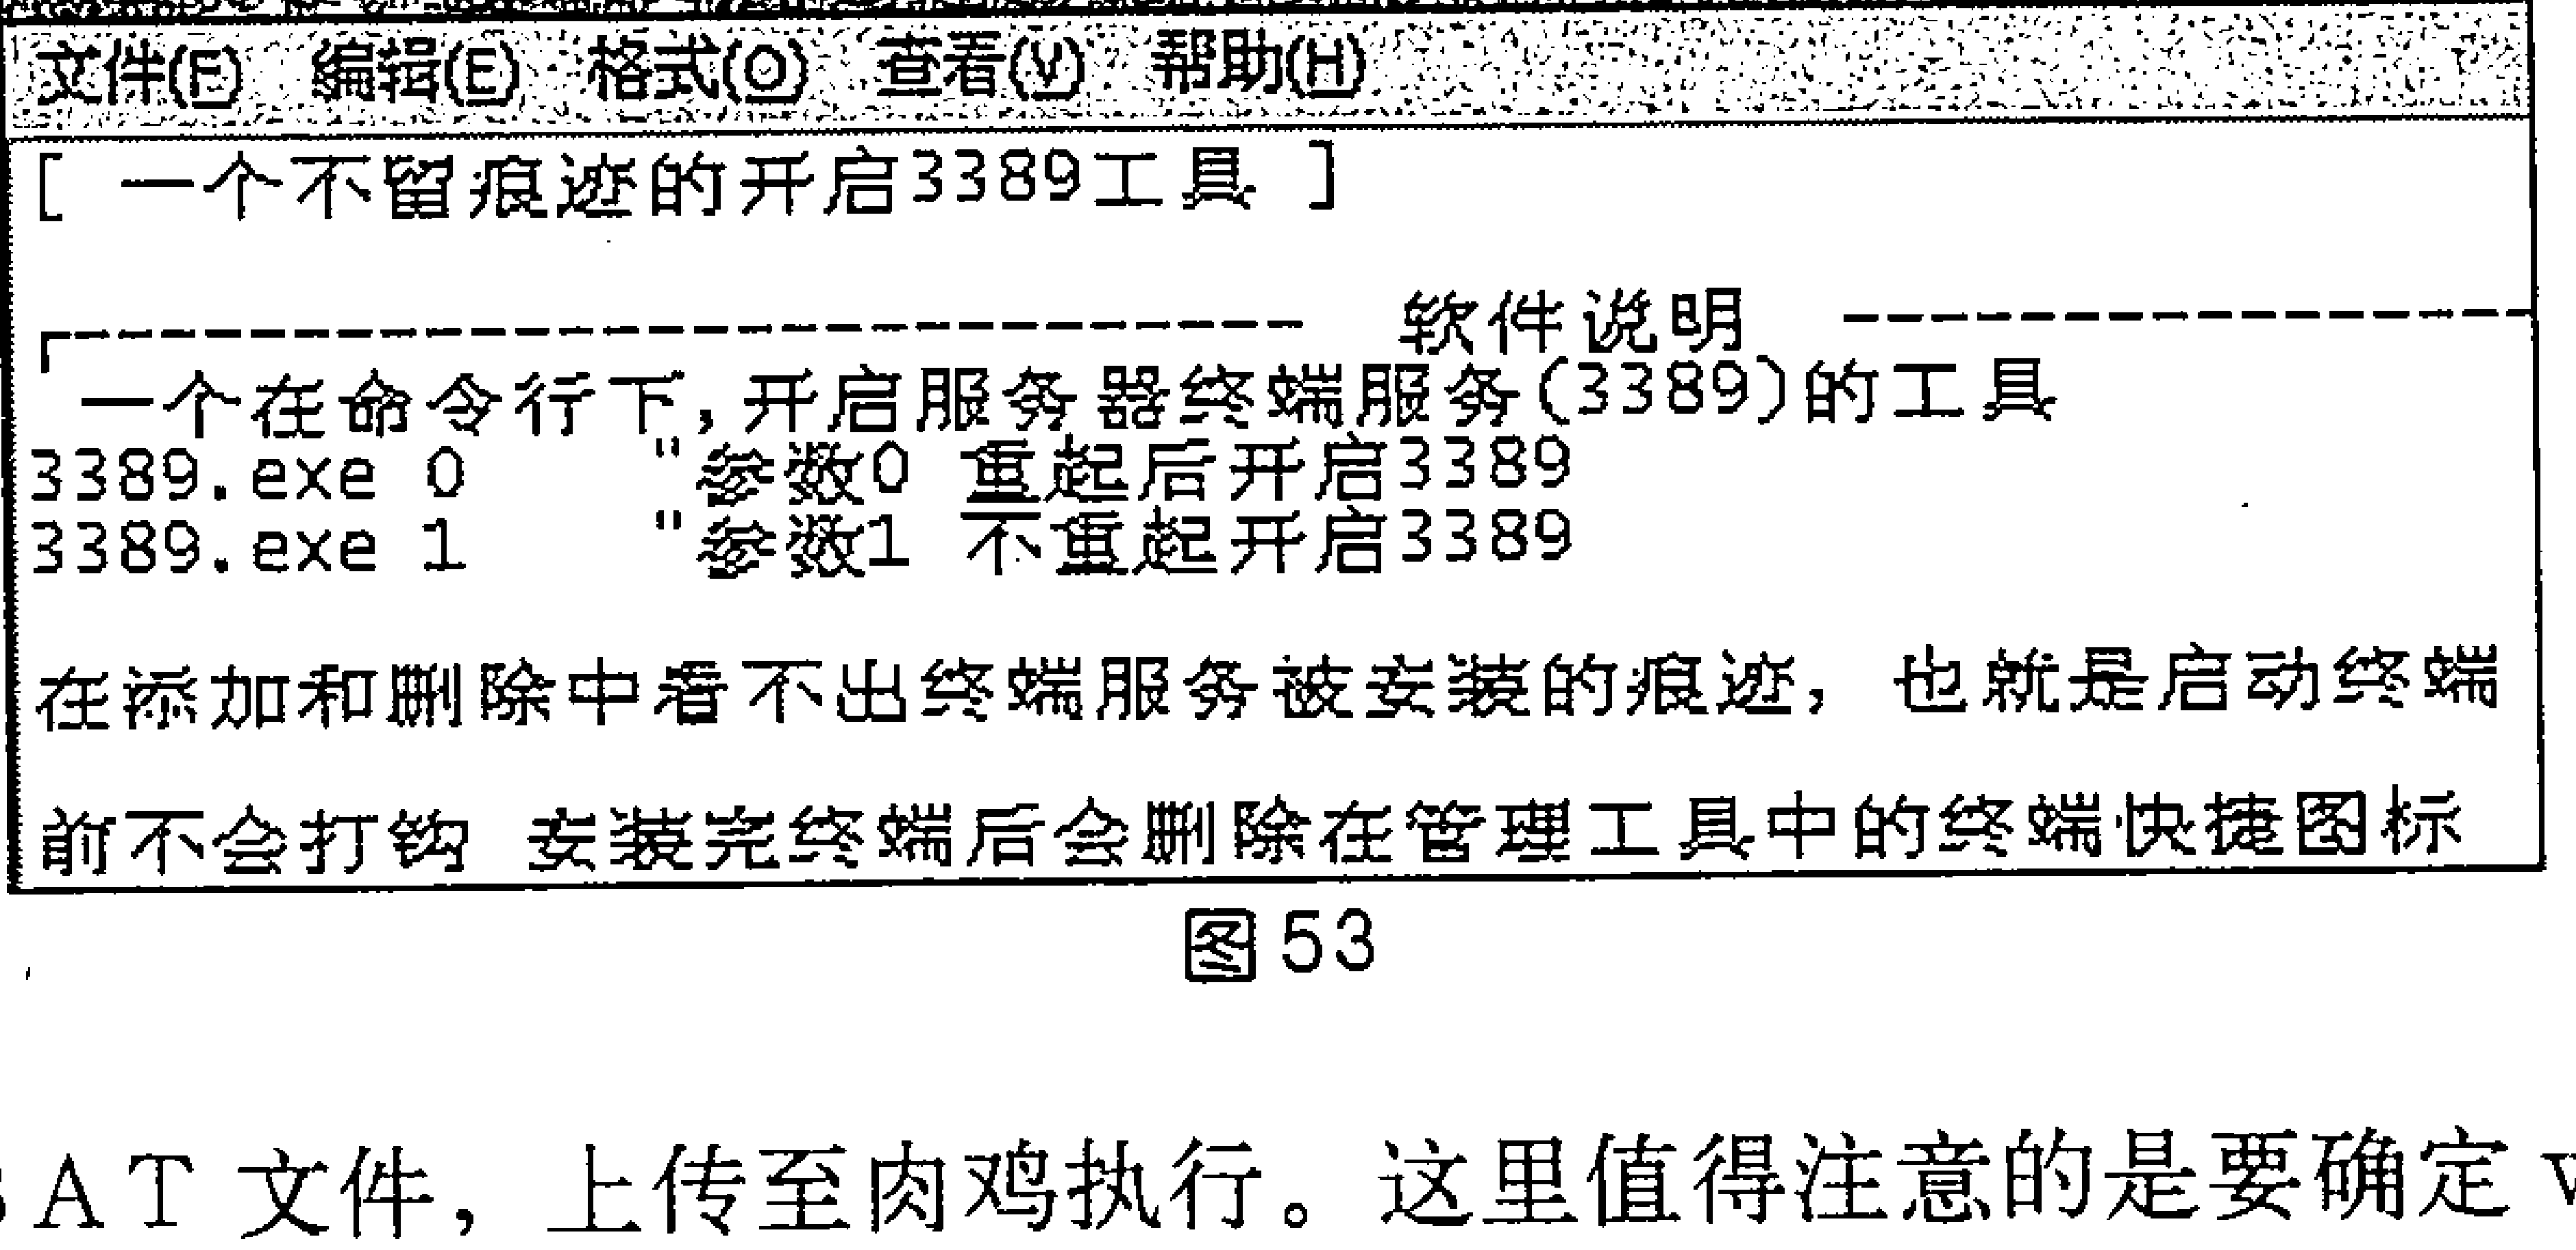 文件(F) 编辑(E) 格式(O) 查看(V) 帮助(H)
[ 一个不留痕迹的开启3389工具 ]
┌------------------------------ 软件说明 ----------------
一个在命令行下,开启服务器终端服务(3389)的工具
3389.exe 0 "参数0 重起后开启3389
3389.exe 1 "参数1 不重起开启3389
在添加和删除中看不出终端服务被安装的痕迹, 也就是启动终端
前不会打钩 安装完终端后会删除在管理工具中的终端快捷图标
图53
AT 文件，上传至肉鸡执行。这里值得注意的是要确定